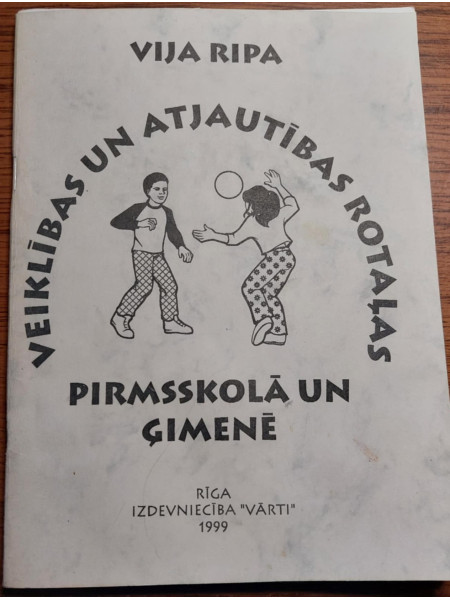 VIJA RIPA
VEIKLĪBAS UN ATJAUTĪBAS ROTAĻAS
PIRMSSKOLĀ UN
ĢIMENĒ
RĪGA
IZDEVNIECĪBA "VĀRTI"
1999